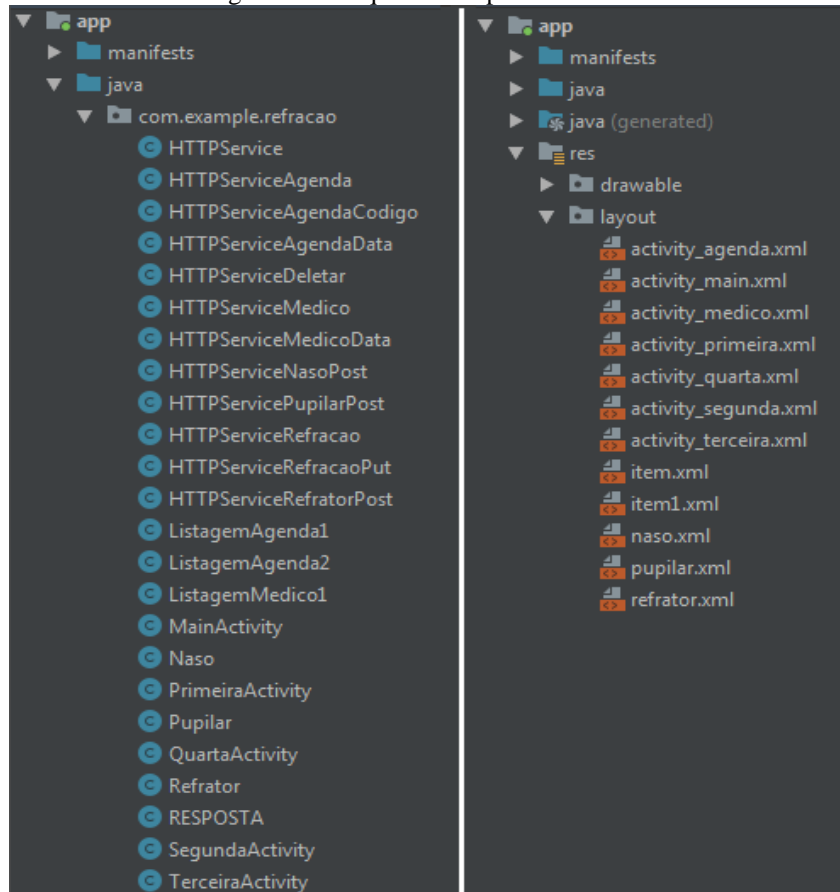 app
manifests
java
com.example.refracao
HTTPService
HTTPServiceAgenda
HTTPServiceAgendaCodigo
HTTPServiceAgendaData
HTTPServiceDeletar
HTTPServiceMedico
HTTPServiceMedicoData
HTTPServiceNasoPost
HTTPServicePupilarPost
HTTPServiceRefracao
HTTPServiceRefracaoPut
HTTPServiceRefratorPost
ListagemAgenda1
ListagemAgenda2
ListagemMedico1
MainActivity
Naso
PrimeiraActivity
Pupilar
QuartaActivity
Refrator
RESPOSTA
SegundaActivity
TerceiraActivity
app
manifests
java
java (generated)
res
drawable
layout
activity_agenda.xml
activity_main.xml
activity_medico.xml
activity_primeira.xml
activity_quarta.xml
activity_segunda.xml
activity_terceira.xml
item.xml
item1.xml
naso.xml
pupilar.xml
refrator.xml